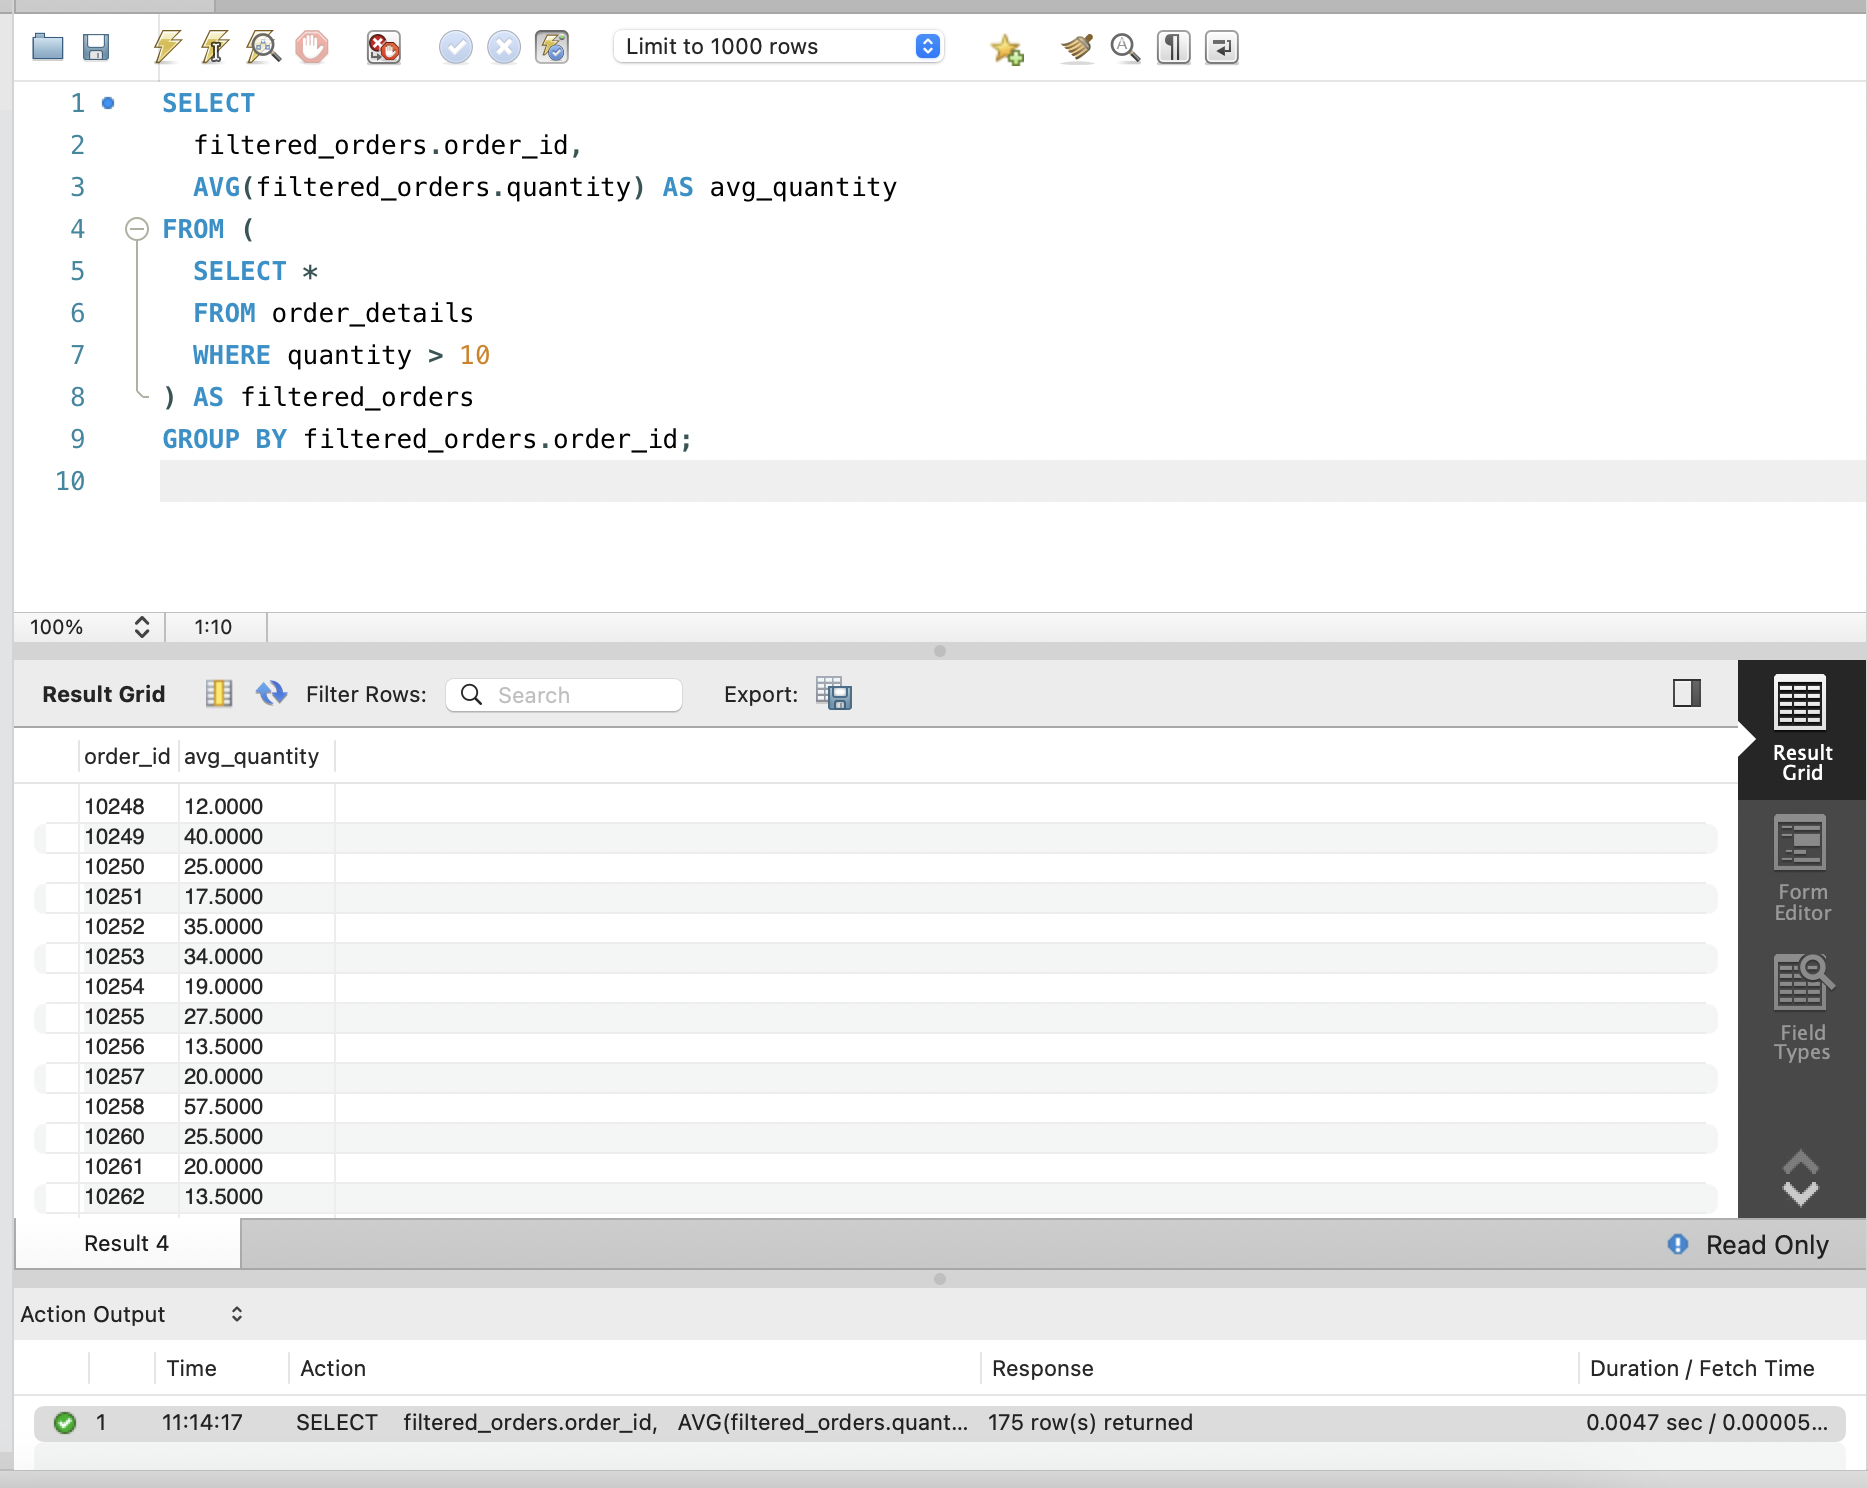 Limit to 1000 rows
1 SELECT
2 filtered_orders.order_id,
3 AVG(filtered_orders.quantity) AS avg_quantity
4 FROM (
5 SELECT *
6 FROM order_details
7 WHERE quantity > 10
8 ) AS filtered_orders
9 GROUP BY filtered_orders.order_id;
10
100% 1:10
Result Grid Filter Rows: Search Export:
order_id avg_quantity
10248 12.0000
10249 40.0000
10250 25.0000
10251 17.5000
10252 35.0000
10253 34.0000
10254 19.0000
10255 27.5000
10256 13.5000
10257 20.0000
10258 57.5000
10260 25.5000
10261 20.0000
10262 13.5000
Result
Grid
Form
Editor
Field
Types
Result 4 Read Only
Action Output
Time Action Response Duration / Fetch Time
1 11:14:17 SELECT filtered_orders.order_id, AVG(filtered_orders.quant... 175 row(s) returned 0.0047 sec / 0.00005...